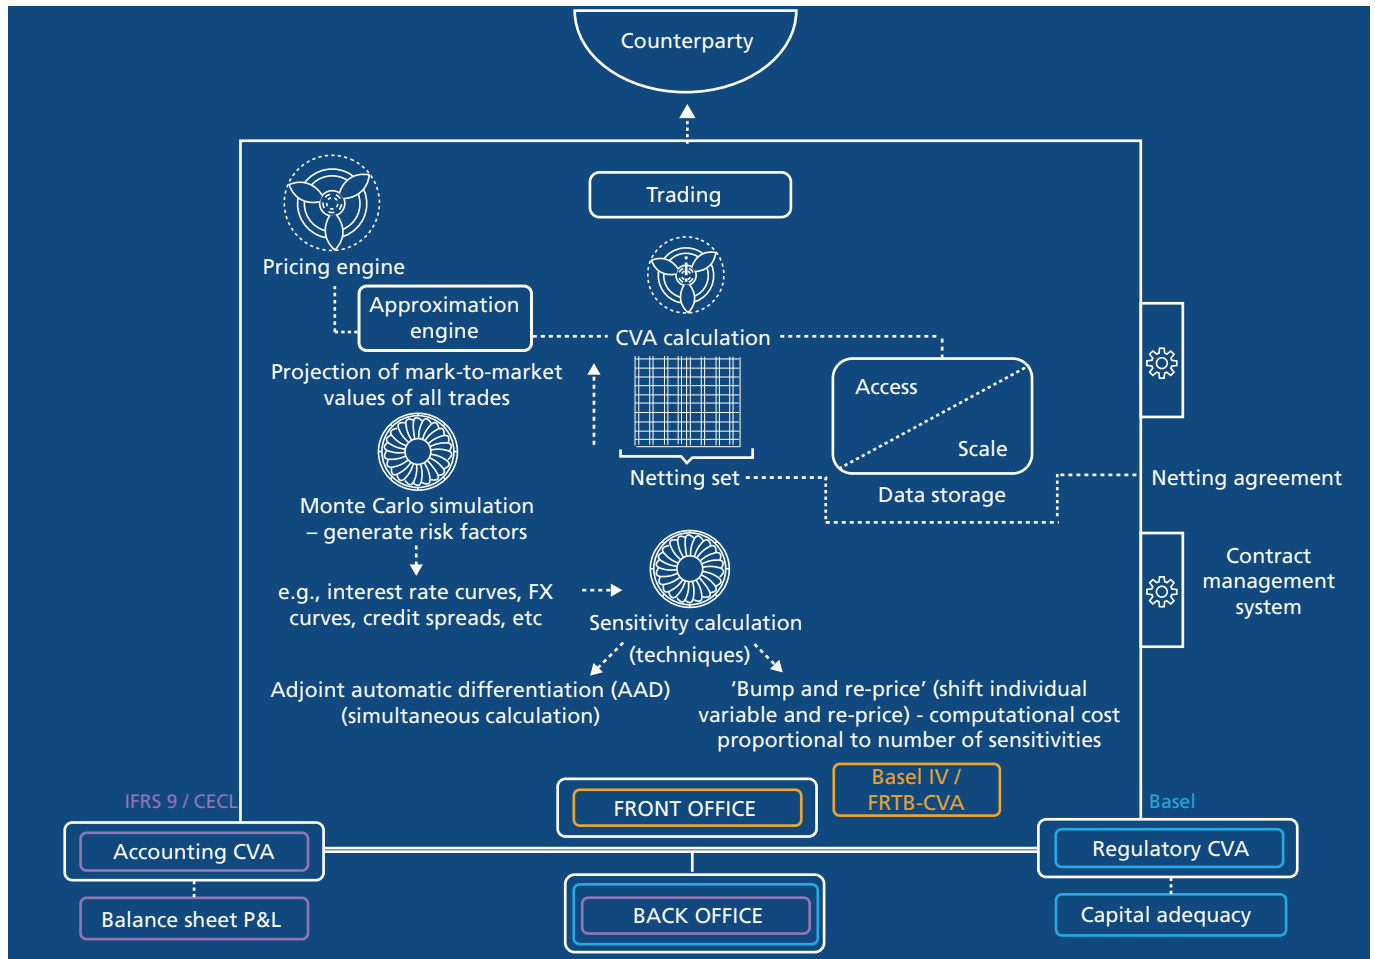 Counterparty
Trading
Pricing engine
Approximation
engine
CVA calculation
Projection of mark-to-market
values of all trades
Access
Scale
Netting set
Data storage
Netting agreement
Monte Carlo simulation
– generate risk factors
Contract
management
system
e.g., interest rate curves, FX
curves, credit spreads, etc
Sensitivity calculation
(techniques)
Adjoint automatic differentiation (AAD)
(simultaneous calculation)
‘Bump and re-price’ (shift individual
variable and re-price) - computational cost
proportional to number of sensitivities
Basel IV /
FRTB-CVA
IFRS 9 / CECL
FRONT OFFICE
Basel
Accounting CVA
Regulatory CVA
Balance sheet P&L
BACK OFFICE
Capital adequacy